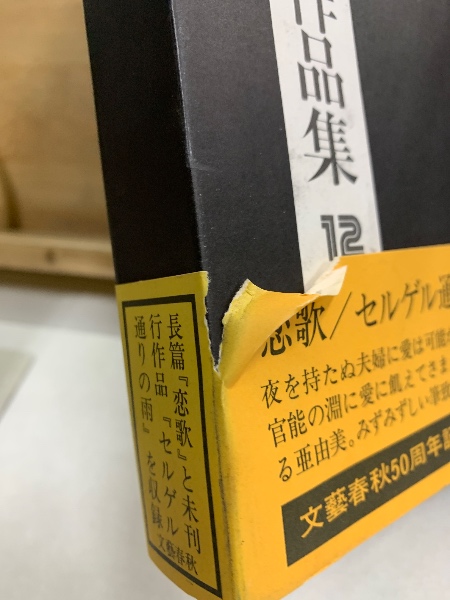 作品集
12
恋歌/セルゲル通
夜を持たぬ夫婦に愛は可能か
官能の淵に愛に飢えてさま
る亜由美。みずみずしい筆致
文藝春秋50周年記
長篇『恋歌』と未刊
行作品『セルゲル
通りの雨』を収録
文藝春秋